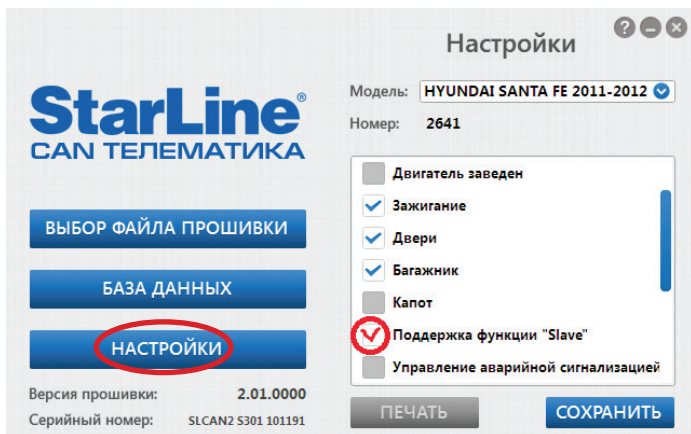 Настройки
StarLine®
CAN ТЕЛЕМАТИКА
ВЫБОР ФАЙЛА ПРОШИВКИ
БАЗА ДАННЫХ
НАСТРОЙКИ
Версия прошивки: 2.01.0000
Серийный номер: SLCAN2 S301 101191
Модель: HYUNDAI SANTA FE 2011-2012
Номер: 2641
Двигатель заведен
Зажигание
Двери
Багажник
Капот
Поддержка функции "Slave"
Управление аварийной сигнализацией
ПЕЧАТЬ
СОХРАНИТЬ